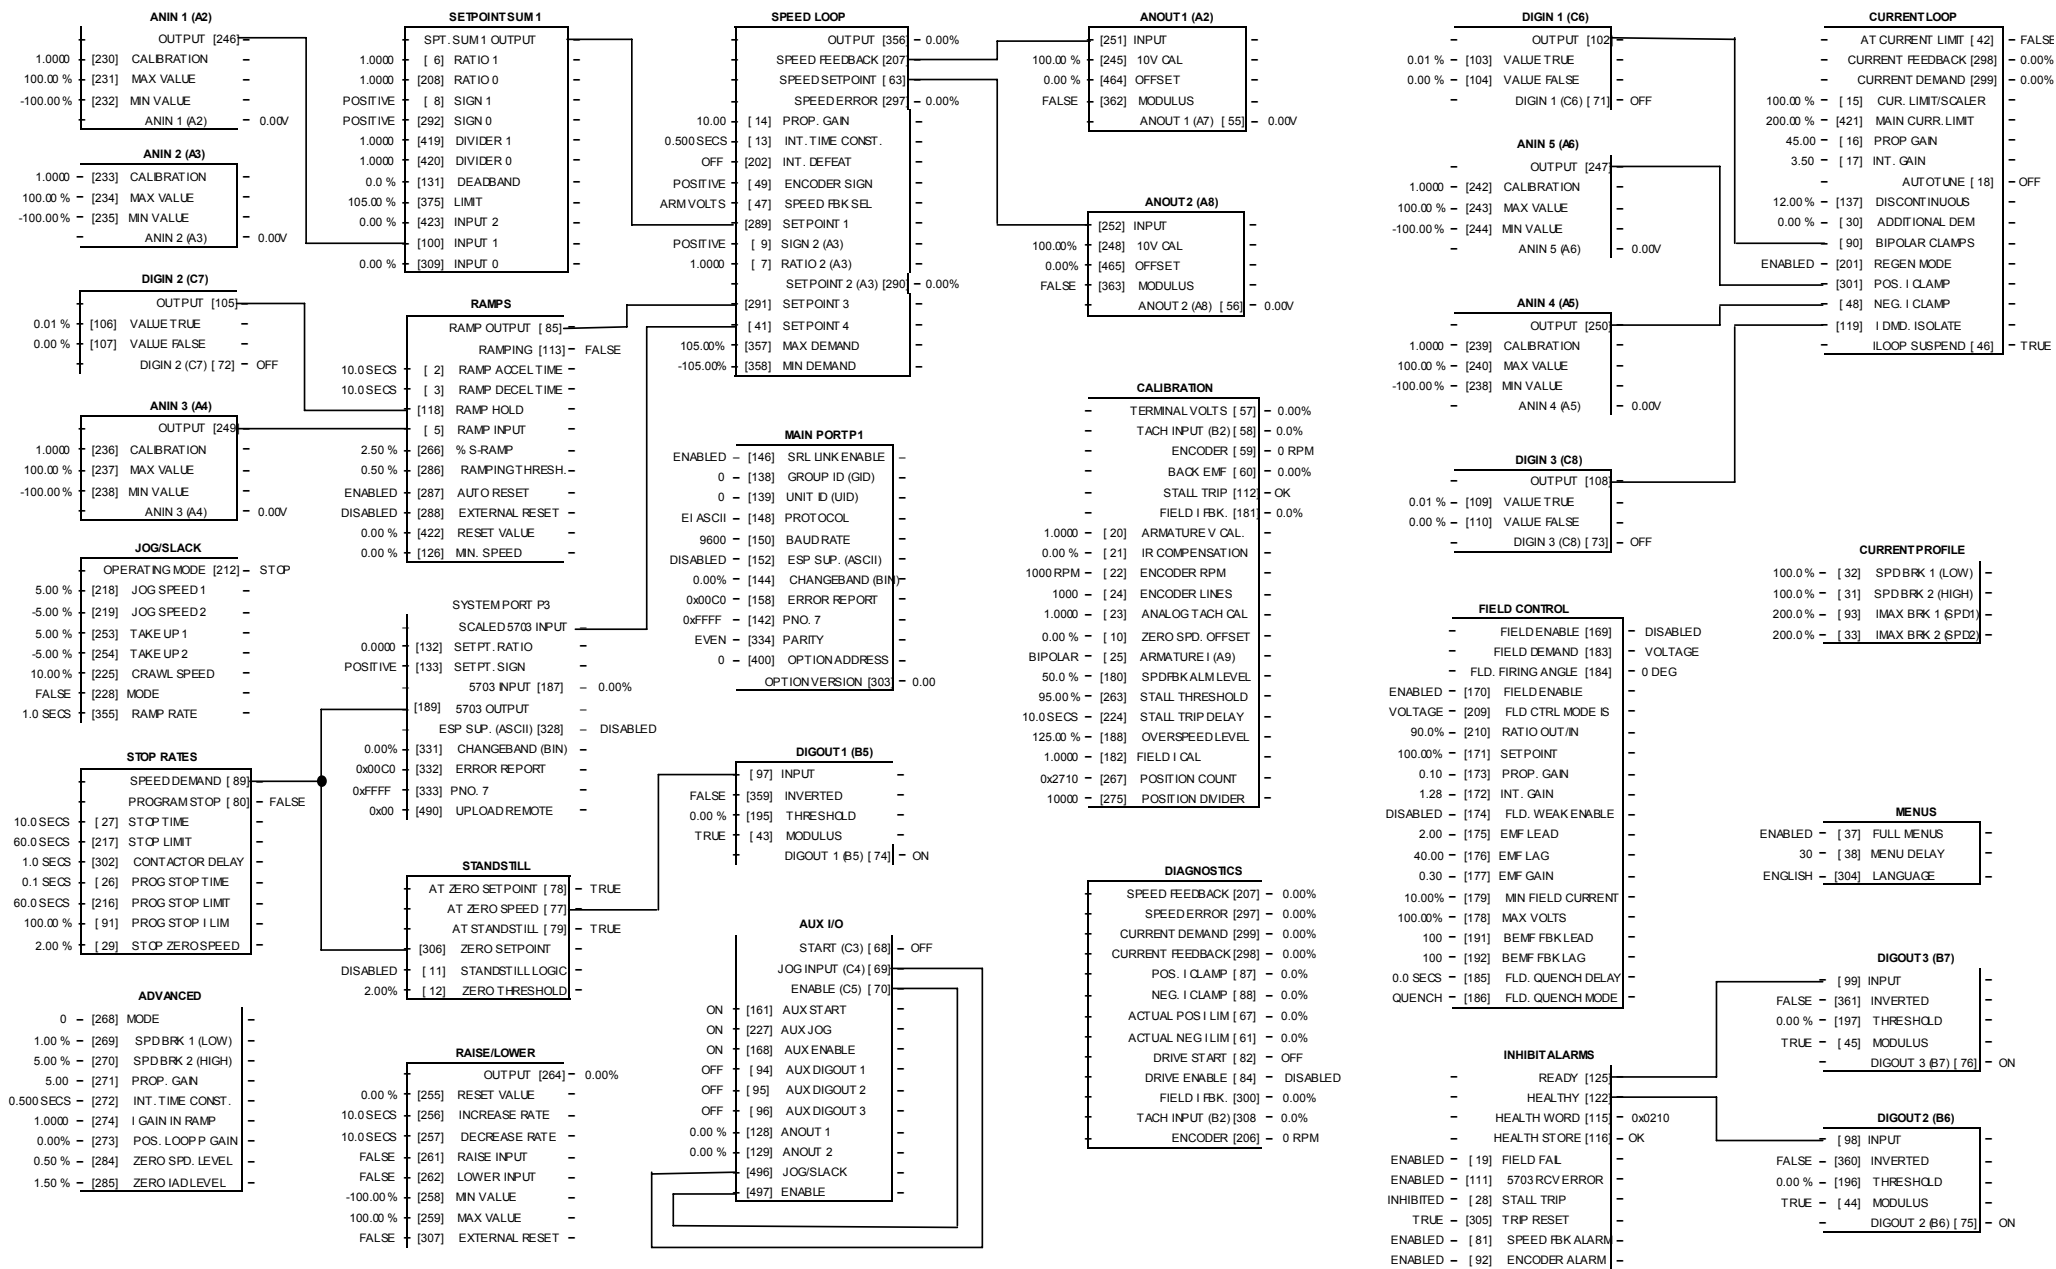 ANIN 1 (A2)
OUTPUT [246]
1.0000 [230] CALIBRATION
100.00 % [231] MAX VALUE
-100.00 % [232] MIN VALUE
ANIN 1 (A2) 0.00V
ANIN 2 (A3)
1.0000 [233] CALIBRATION
100.00 % [234] MAX VALUE
-100.00 % [235] MIN VALUE
ANIN 2 (A3) 0.00V
DIGIN 2 (C7)
OUTPUT [105]
0.01 % [106] VALUE TRUE
0.00 % [107] VALUE FALSE
DIGIN 2 (C7) [ 72] OFF
ANIN 3 (A4)
OUTPUT [249]
1.0000 [236] CALIBRATION
100.00 % [237] MAX VALUE
-100.00 % [238] MIN VALUE
ANIN 3 (A4) 0.00V
JOG/SLACK
OPERATING MODE [212] STOP
5.00 % [218] JOG SPEED 1
-5.00 % [219] JOG SPEED 2
5.00 % [253] TAKE UP 1
-5.00 % [254] TAKE UP 2
10.00 % [225] CRAWL SPEED
FALSE [228] MODE
1.0 SECS [355] RAMP RATE
STOP RATES
SPEED DEMAND [ 89]
PROGRAM STOP [ 80] FALSE
10.0 SECS [ 27] STOP TIME
60.0 SECS [217] STOP LIMIT
1.0 SECS [302] CONTACTOR DELAY
0.1 SECS [ 26] PROG STOP TIME
60.0 SECS [216] PROG STOP LIMIT
100.00 % [ 91] PROG STOP I LIM
2.00 % [ 29] STOP ZERO SPEED
ADVANCED
0 [268] MODE
1.00 % [269] SPD BRK 1 (LOW)
5.00 % [270] SPD BRK 2 (HIGH)
5.00 [271] PROP. GAIN
0.500 SECS [272] INT. TIME CONST.
1.0000 [274] I GAIN IN RAMP
0.00% [273] POS. LOOP P GAIN
0.50 % [284] ZERO SPD. LEVEL
1.50 % [285] ZERO IAD LEVEL
SETPOINT SUM 1
SPT. SUM 1 OUTPUT
1.0000 [ 6] RATIO 1
1.0000 [208] RATIO 0
POSITIVE [ 8] SIGN 1
POSITIVE [292] SIGN 0
1.0000 [419] DIVIDER 1
1.0000 [420] DIVIDER 0
0.0 % [131] DEADBAND
105.00 % [375] LIMIT
0.00 % [423] INPUT 2
[100] INPUT 1
0.00 % [309] INPUT 0
RAMPS
RAMP OUTPUT [ 85]
RAMPING [113] FALSE
10.0 SECS [ 2] RAMP ACCEL TIME
10.0 SECS [ 3] RAMP DECEL TIME
[118] RAMP HOLD
[ 5] RAMP INPUT
2.50 % [266] % S-RAMP
0.50 % [286] RAMPING THRESH.
ENABLED [287] AUTO RESET
DISABLED [288] EXTERNAL RESET
0.00 % [422] RESET VALUE
0.00 % [126] MIN. SPEED
SYSTEM PORT P3
SCALED 5703 INPUT
0.0000 [132] SETPT. RATIO
POSITIVE [133] SETPT. SIGN
5703 INPUT [187] 0.00%
[189] 5703 OUTPUT
ESP SUP. (ASCII) [328] DISABLED
0.00% [331] CHANGEBAND (BIN)
0x00C0 [332] ERROR REPORT
0xFFFF [333] PNO. 7
0x00 [490] UPLOAD REMOTE
STANDSTILL
AT ZERO SETPOINT [ 78] TRUE
AT ZERO SPEED [ 77]
AT STANDSTILL [ 79] TRUE
[306] ZERO SETPOINT
DISABLED [ 11] STANDSTILL LOGIC
2.00% [ 12] ZERO THRESHOLD
RAISE/LOWER
OUTPUT [264] 0.00%
0.00 % [255] RESET VALUE
10.0 SECS [256] INCREASE RATE
10.0 SECS [257] DECREASE RATE
FALSE [261] RAISE INPUT
FALSE [262] LOWER INPUT
-100.00 % [258] MIN VALUE
100.00 % [259] MAX VALUE
FALSE [307] EXTERNAL RESET
SPEED LOOP
OUTPUT [356] 0.00%
SPEED FEEDBACK [207]
SPEED SETPOINT [ 63]
SPEED ERROR [297] 0.00%
10.00 [ 14] PROP. GAIN
0.500 SECS [ 13] INT. TIME CONST.
OFF [202] INT. DEFEAT
POSITIVE [ 49] ENCODER SIGN
ARM VOLTS [ 47] SPEED FBK SEL
[289] SETPOINT 1
POSITIVE [ 9] SIGN 2 (A3)
1.0000 [ 7] RATIO 2 (A3)
SETPOINT 2 (A3) [290] 0.00%
[291] SETPOINT 3
[ 41] SETPOINT 4
105.00% [357] MAX DEMAND
-105.00% [358] MIN DEMAND
MAIN PORT P1
ENABLED [146] SRL LINK ENABLE
0 [138] GROUP ID (GID)
0 [139] UNIT ID (UID)
EI ASCII [148] PROTOCOL
9600 [150] BAUD RATE
DISABLED [152] ESP SUP. (ASCII)
0.00% [144] CHANGEBAND (BIN)
0x00C0 [158] ERROR REPORT
0xFFFF [142] PNO. 7
EVEN [334] PARITY
0 [400] OPTION ADDRESS
OPTION VERSION [303] 0.00
DIGOUT 1 (B5)
[ 97] INPUT
FALSE [359] INVERTED
0.00 % [195] THRESHOLD
TRUE [ 43] MODULUS
DIGOUT 1 (B5) [ 74] ON
AUX I/O
START (C3) [ 68] OFF
JOG INPUT (C4) [ 69]
ENABLE (C5) [ 70]
ON [161] AUX START
ON [227] AUX JOG
ON [168] AUX ENABLE
OFF [ 94] AUX DIGOUT 1
OFF [ 95] AUX DIGOUT 2
OFF [ 96] AUX DIGOUT 3
0.00 % [128] ANOUT 1
0.00 % [129] ANOUT 2
[496] JOG/SLACK
[497] ENABLE
ANOUT 1 (A2)
[251] INPUT
100.00 % [245] 10V CAL
0.00 % [464] OFFSET
FALSE [362] MODULUS
ANOUT 1 (A7) [ 55] 0.00V
ANOUT 2 (A8)
[252] INPUT
100.00% [248] 10V CAL
0.00% [465] OFFSET
FALSE [363] MODULUS
ANOUT 2 (A8) [ 56] 0.00V
CALIBRATION
TERMINAL VOLTS [ 57] 0.00%
TACH INPUT (B2) [ 58] 0.0%
ENCODER [ 59] 0 RPM
BACK EMF [ 60] 0.00%
STALL TRIP [112] OK
FIELD I FBK. [181] 0.0%
1.0000 [ 20] ARMATURE V CAL.
0.00 % [ 21] IR COMPENSATION
1000 RPM [ 22] ENCODER RPM
1000 [ 24] ENCODER LINES
1.0000 [ 23] ANALOG TACH CAL
0.00 % [ 10] ZERO SPD. OFFSET
BIPOLAR [ 25] ARMATURE I (A9)
50.0 % [180] SPDFBK ALM LEVEL
95.00 % [263] STALL THRESHOLD
10.0 SECS [224] STALL TRIP DELAY
125.00 % [188] OVERSPEED LEVEL
1.0000 [182] FIELD I CAL
0x2710 [267] POSITION COUNT
10000 [275] POSITION DIVIDER
DIAGNOSTICS
SPEED FEEDBACK [207] 0.00%
SPEED ERROR [297] 0.00%
CURRENT DEMAND [299] 0.00%
CURRENT FEEDBACK [298] 0.00%
POS. I CLAMP [ 87] 0.0%
NEG. I CLAMP [ 88] 0.0%
ACTUAL POS I LIM [ 67] 0.0%
ACTUAL NEG I LIM [ 61] 0.0%
DRIVE START [ 82] OFF
DRIVE ENABLE [ 84] DISABLED
FIELD I FBK. [300] 0.00%
TACH INPUT (B2) [308 0.0%
ENCODER [206] 0 RPM
DIGIN 1 (C6)
OUTPUT [102]
0.01 % [103] VALUE TRUE
0.00 % [104] VALUE FALSE
DIGIN 1 (C6) [ 71] OFF
ANIN 5 (A6)
OUTPUT [247]
1.0000 [242] CALIBRATION
100.00 % [243] MAX VALUE
-100.00 % [244] MIN VALUE
ANIN 5 (A6) 0.00V
ANIN 4 (A5)
OUTPUT [250]
1.0000 [239] CALIBRATION
100.00 % [240] MAX VALUE
-100.00 % [238] MIN VALUE
ANIN 4 (A5) 0.00V
DIGIN 3 (C8)
OUTPUT [108]
0.01 % [109] VALUE TRUE
0.00 % [110] VALUE FALSE
DIGIN 3 (C8) [ 73] OFF
FIELD CONTROL
FIELD ENABLE [169] DISABLED
FIELD DEMAND [183] VOLTAGE
FLD. FIRING ANGLE [184] 0 DEG
ENABLED [170] FIELD ENABLE
VOLTAGE [209] FLD CTRL MODE IS
90.0% [210] RATIO OUT/IN
100.00% [171] SETPOINT
0.10 [173] PROP. GAIN
1.28 [172] INT. GAIN
DISABLED [174] FLD. WEAK ENABLE
2.00 [175] EMF LEAD
40.00 [176] EMF LAG
0.30 [177] EMF GAIN
10.00% [179] MIN FIELD CURRENT
100.00% [178] MAX VOLTS
100 [191] BEMF FBK LEAD
100 [192] BEMF FBK LAG
0.0 SECS [185] FLD. QUENCH DELAY
QUENCH [186] FLD. QUENCH MODE
INHIBIT ALARMS
READY [125]
HEALTHY [122]
HEALTH WORD [115] 0x0210
HEALTH STORE [116] OK
ENABLED [ 19] FIELD FAIL
ENABLED [111] 5703 RCV ERROR
INHIBITED [ 28] STALL TRIP
TRUE [305] TRIP RESET
ENABLED [ 81] SPEED FBK ALARM
ENABLED [ 92] ENCODER ALARM
CURRENT LOOP
AT CURRENT LIMIT [ 42] FALSE
CURRENT FEEDBACK [298] 0.00%
CURRENT DEMAND [299] 0.00%
100.00 % [ 15] CUR. LIMIT/SCALER
200.00 % [421] MAIN CURR. LIMIT
45.00 [ 16] PROP GAIN
3.50 [ 17] INT. GAIN
AUTOTUNE [ 18] OFF
12.00 % [137] DISCONTINUOUS
0.00 % [ 30] ADDITIONAL DEM
[ 90] BIPOLAR CLAMPS
ENABLED [201] REGEN MODE
[301] POS. I CLAMP
[ 48] NEG. I CLAMP
[119] I DMD. ISOLATE
ILOOP SUSPEND [ 46] TRUE
CURRENT PROFILE
100.0 % [ 32] SPD BRK 1 (LOW)
100.0 % [ 31] SPD BRK 2 (HIGH)
200.0 % [ 93] IMAX BRK 1 (SPD1)
200.0 % [ 33] IMAX BRK 2 (SPD2)
MENUS
ENABLED [ 37] FULL MENUS
30 [ 38] MENU DELAY
ENGLISH [304] LANGUAGE
DIGOUT 3 (B7)
[ 99] INPUT
FALSE [361] INVERTED
0.00 % [197] THRESHOLD
TRUE [ 45] MODULUS
DIGOUT 3 (B7) [ 76] ON
DIGOUT 2 (B6)
[ 98] INPUT
FALSE [360] INVERTED
0.00 % [196] THRESHOLD
TRUE [ 44] MODULUS
DIGOUT 2 (B6) [ 75] ON